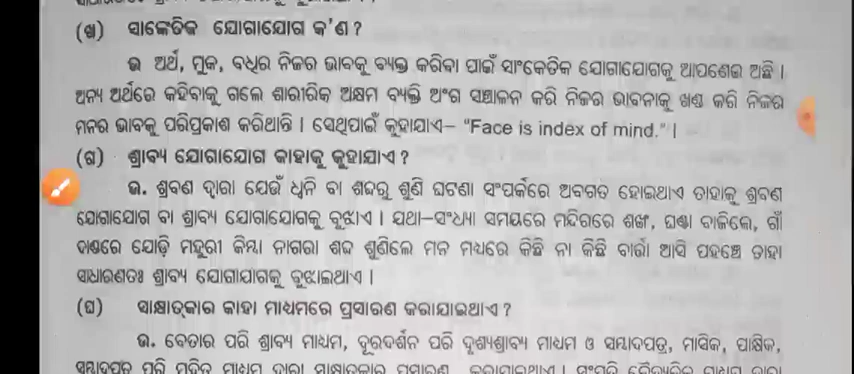 (ଖ) ସାଙ୍କେତିକ ଯୋଗାଯୋଗ କ'ଣ ?
ଉ ଅର୍ଥ, ମୁକ, ବଧିର ନିଜର ଭାବକୁ ବ୍ୟକ୍ତ କରିବା ପାଇଁ ସାଂକେତିକ ଯୋଗାଯୋଗକୁ ଆପଣେଇ ଅଛି ।
ଅନ୍ୟ ଅର୍ଥରେ କହିବାକୁ ଗଲେ ଶାରୀରିକ ଅକ୍ଷମ ବ୍ୟକ୍ତି ଅଂଗ ସଞ୍ଚାଳନ କରି ନିଜର ଭାବନାକୁ ଖଣ୍ଡ କରି ନିଜର
ମନର ଭାବକୁ ପରିପ୍ରକାଶ କରିଥାନ୍ତି । ସେଥିପାଇଁ କୁହାଯାଏ– “Face is index of mind.” ।
(ଗ) ଶ୍ରାବ୍ୟ ଯୋଗାଯୋଗ କାହାକୁ କୁହାଯାଏ ?
ଉ. ଶ୍ରବଣ ଦ୍ୱାରା ଯେଉଁ ଧ୍ୱନି ବା ଶବ୍ଦରୁ ଶୁଣି ଘଟଣା ସଂପର୍କରେ ଅବଗତ ହୋଇଥାଏ ତାହାକୁ ଶ୍ରବଣ
ଯୋଗାଯୋଗ ବା ଶ୍ରାବ୍ୟ ଯୋଗାଯୋଗକୁ ବୁଝାଏ । ଯଥା–ସଂଧ୍ୟା ସମୟରେ ମନ୍ଦିରରେ ଶଙ୍ଖ, ଘଣ୍ଟା ବାଜିଲେ, ଗାଁ
ଦାଣ୍ଡରେ ଯୋଡ଼ି ମହୁରୀ କିମ୍ବା ନାଗରା ଶବ୍ଦ ଶୁଣିଲେ ମନ ମଧ୍ୟରେ କିଛି ନା କିଛି ବାର୍ତ୍ତା ଆସି ପହଞ୍ଚେ ତାହା
ସାଧାରଣତଃ ଶ୍ରାବ୍ୟ ଯୋଗାଯାଗକୁ ବୁଝାଇଥାଏ ।
(ଘ) ସାକ୍ଷାତ୍‌କାର କାହା ମାଧ୍ୟମରେ ପ୍ରସାରଣ କରାଯାଇଥାଏ ?
ଉ. ବେତାର ପରି ଶ୍ରାବ୍ୟ ମାଧ୍ୟମ, ଦୂରଦର୍ଶନ ପରି ଦୃଶ୍ୟଶ୍ରାବ୍ୟ ମାଧ୍ୟମ ଓ ସମ୍ବାଦପତ୍ର, ମାସିକ, ପାକ୍ଷିକ,